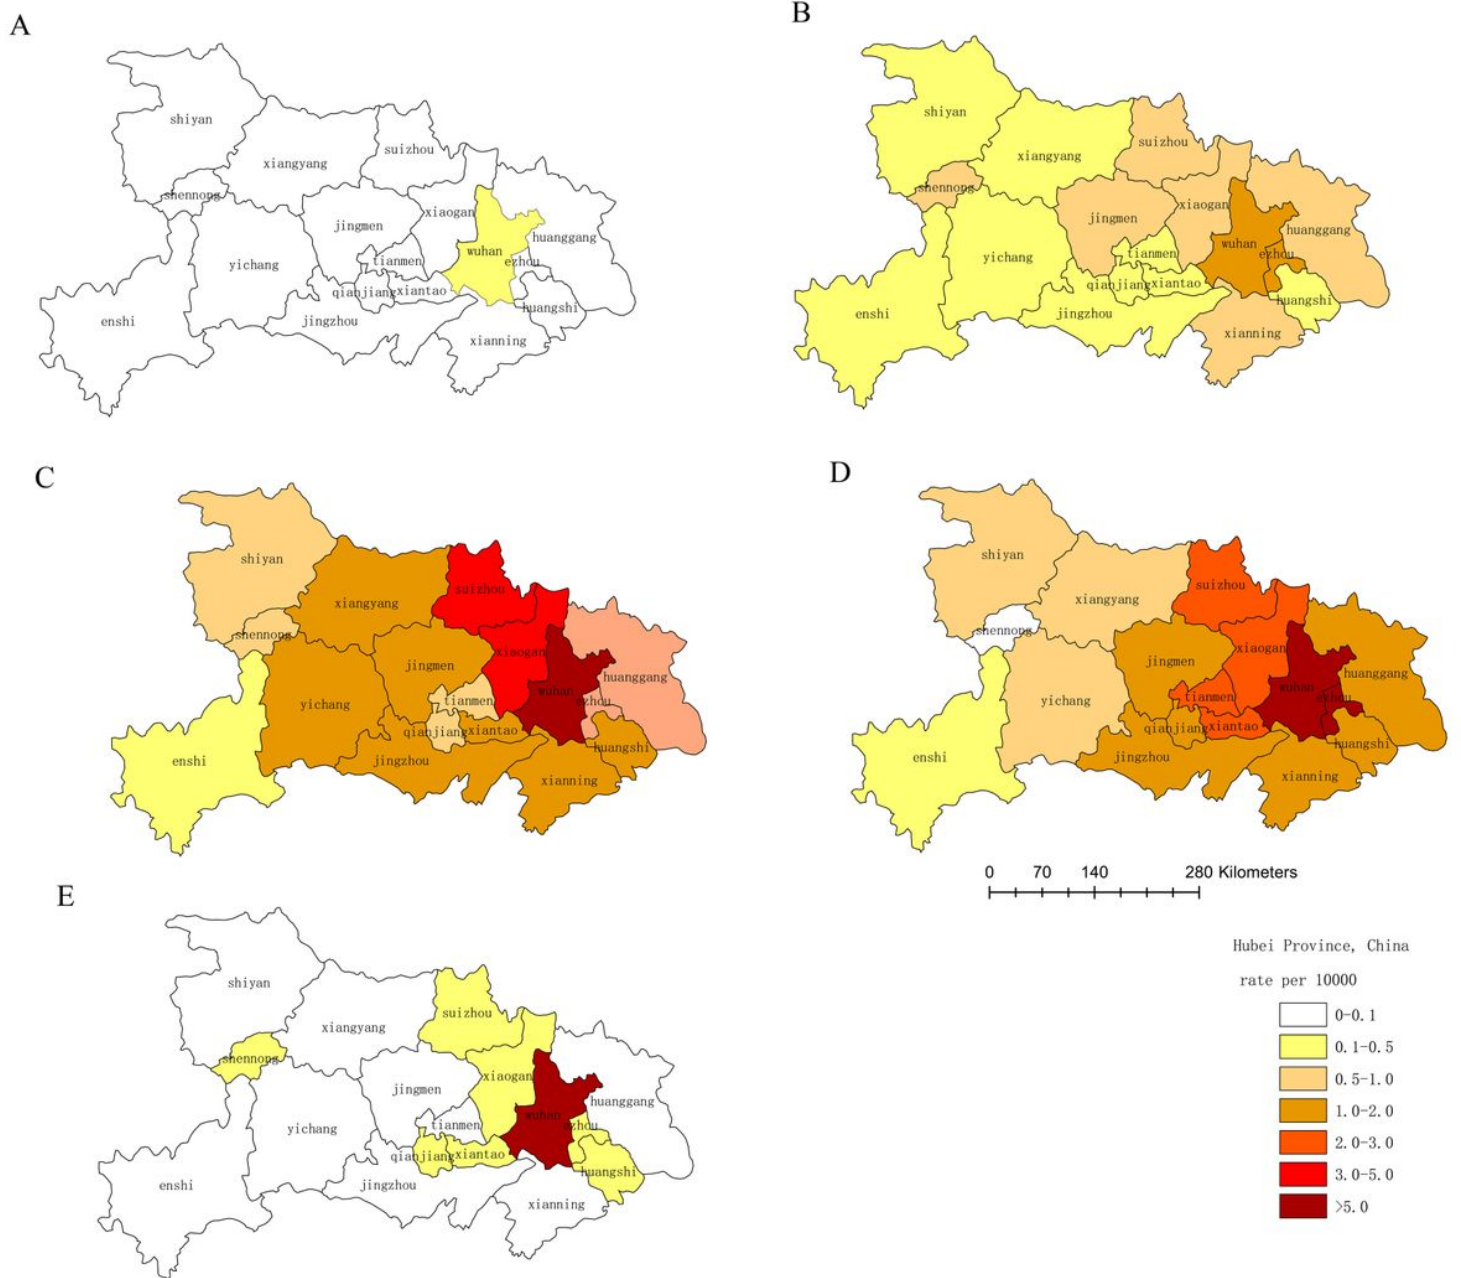 A
shiyan
xiangyang
suizhou
shennong
jingmen
xiaogan
yichang
tianmen
wuhan
huanggang
ezhou
qianjiang
xiantao
huangshi
enshi
jingzhou
xianning
B
shiyan
xiangyang
suizhou
shennong
jingmen
xiaogan
huanggang
wuhan
ezhou
yichang
tianmen
qianjiang
xiantao
huangshi
enshi
jingzhou
xianning
C
shiyan
suizhou
xiangyang
shennong
jingmen
xiaogan
huanggang
wuhan
ezhou
yichang
tianmen
qianjiang
xiantao
huangshi
enshi
jingzhou
xianning
D
shiyan
suizhou
xiangyang
shennong
jingmen
xiaogan
huanggang
wuhan
ezhou
yichang
tianmen
qianjiang
xiantao
huangshi
enshi
jingzhou
xianning
0 70 140 280 Kilometers
E
shiyan
suizhou
xiangyang
shennong
xiaogan
jingmen
huanggang
wuhan
ezhou
yichang
tianmen
qianjiang
xiantao
huangshi
enshi
jingzhou
xianning
Hubei Province, China
rate per 10000
0-0.1
0.1-0.5
0.5-1.0
1.0-2.0
2.0-3.0
3.0-5.0
>5.0